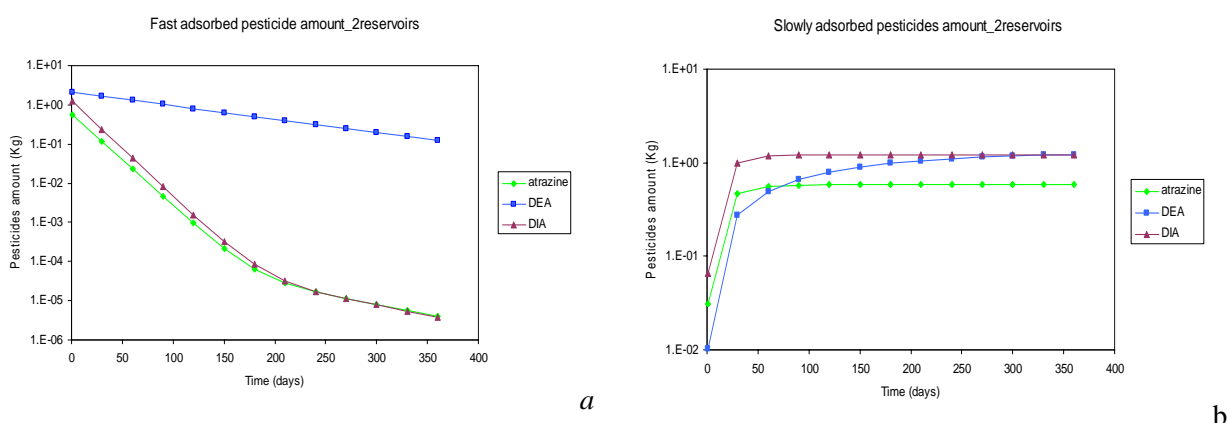 Fast adsorbed pesticide amount_2reservoirs
1.E+01
1.E+00
1.E-01
1.E-02
1.E-03
1.E-04
1.E-05
1.E-06
Pesticides amount (Kg)
0 50 100 150 200 250 300 350 400
Time (days)
atrazine
DEA
DIA
a
Slowly adsorbed pesticides amount_2reservoirs
1.E+01
1.E+00
1.E-01
1.E-02
Pesticides amount (Kg)
0 50 100 150 200 250 300 350 400
Time (days)
atrazine
DEA
DIA
b